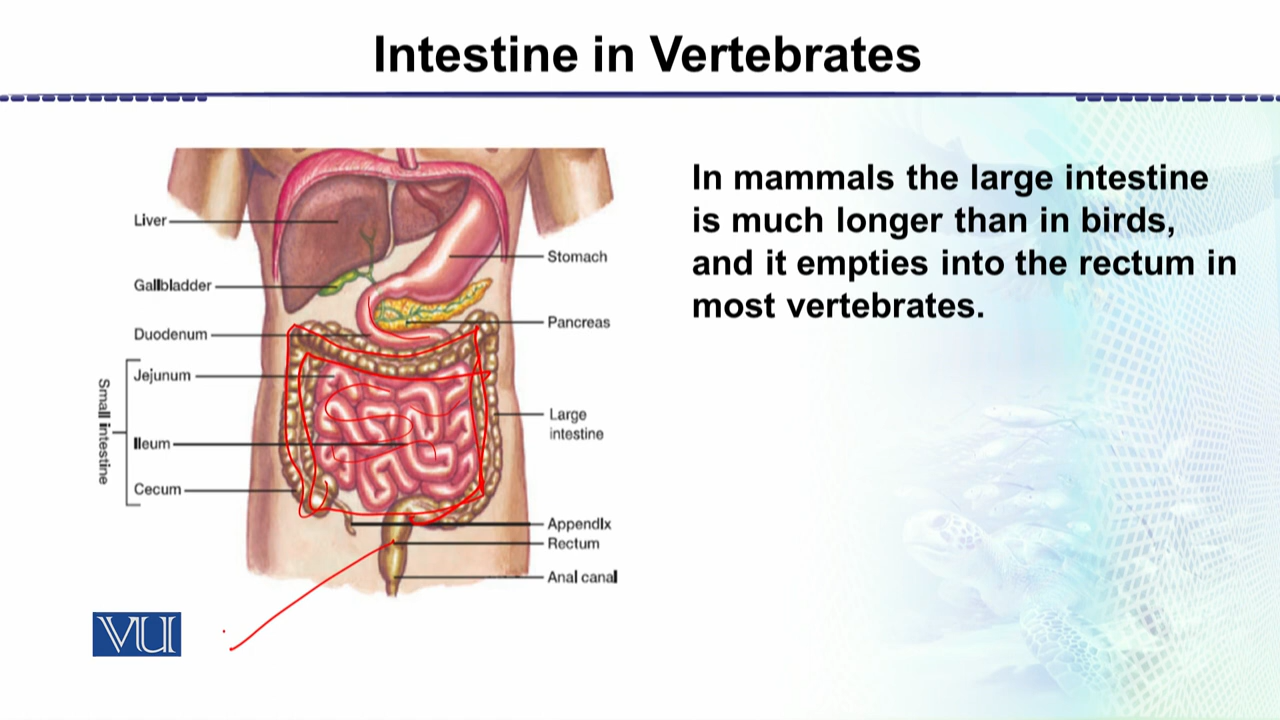 Intestine in Vertebrates
In mammals the large intestine
is much longer than in birds,
and it empties into the rectum in
most vertebrates.
Liver
Gallbladder
Duodenum
Jejunum
Ileum
Cecum
Small intestine
Stomach
Pancreas
Large
intestine
Appendix
Rectum
Anal canal
VU